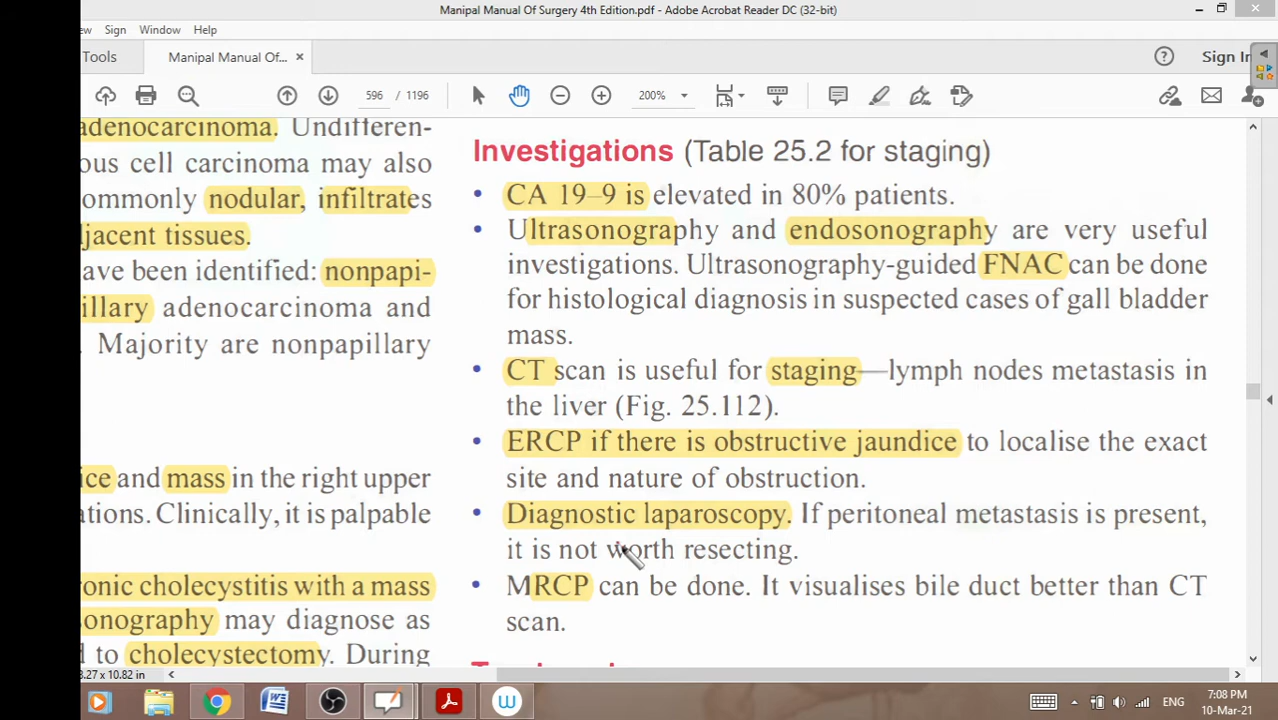 Manipal Manual Of Surgery 4th Edition.pdf - Adobe Acrobat Reader DC (32-bit)
Sign Window Help
Tools Manipal Manual Of... × Sign In
596 / 1196 200%
adenocarcinoma. Undifferen-
ous cell carcinoma may also
ommonly nodular, infiltrates
jacent tissues.
ave been identified: nonpapi-
illary adenocarcinoma and
. Majority are nonpapillary
ice and mass in the right upper
ations. Clinically, it is palpable
ronic cholecystitis with a mass
sonography may diagnose as
d to cholecystectomy. During
Investigations (Table 25.2 for staging)
• CA 19–9 is elevated in 80% patients.
• Ultrasonography and endosonography are very useful
investigations. Ultrasonography-guided FNAC can be done
for histological diagnosis in suspected cases of gall bladder
mass.
• CT scan is useful for staging—lymph nodes metastasis in
the liver (Fig. 25.112).
• ERCP if there is obstructive jaundice to localise the exact
site and nature of obstruction.
• Diagnostic laparoscopy. If peritoneal metastasis is present,
it is not worth resecting.
• MRCP can be done. It visualises bile duct better than CT
scan.
8.27 x 10.82 in
ENG
7:08 PM
10-Mar-21